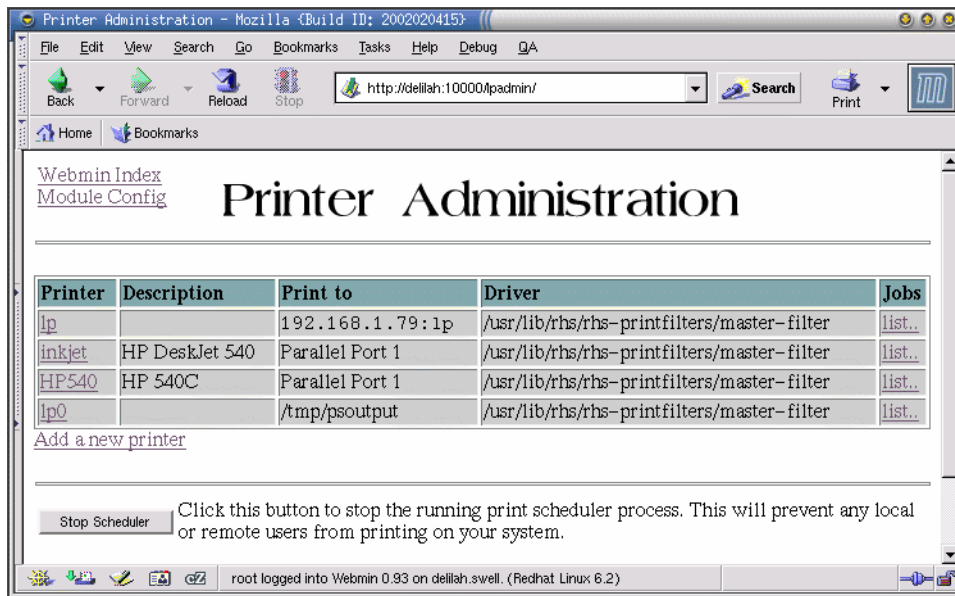 Printer Administration - Mozilla {Build ID: 2002020415}
File Edit View Search Go Bookmarks Tasks Help Debug QA
Back Forward Reload Stop http://delilah:10000/lpadmin/ Search Print
Home Bookmarks
Webmin Index
Module Config
Printer Administration
Printer Description Print to Driver Jobs
lp 192.168.1.79:lp /usr/lib/rhs/rhs-printfilters/master-filter list..
inkjet HP DeskJet 540 Parallel Port 1 /usr/lib/rhs/rhs-printfilters/master-filter list..
HP540 HP 540C Parallel Port 1 /usr/lib/rhs/rhs-printfilters/master-filter list..
lp0 /tmp/psoutput /usr/lib/rhs/rhs-printfilters/master-filter list..
Add a new printer
Stop Scheduler Click this button to stop the running print scheduler process. This will prevent any local
or remote users from printing on your system.
root logged into Webmin 0.93 on delilah.swell. (Redhat Linux 6.2)